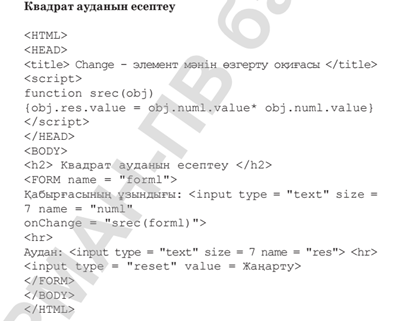 Квадрат ауданын есептеу
<HTML>
<HEAD>
<title> Change - элемент мәнін өзгерту оқиғасы </title>
<script>
function srec(obj)
{obj.res.value = obj.numl.value* obj.numl.value}
</script>
</HEAD>
<BODY>
<h2> Квадрат ауданын есептеу </h2>
<FORM name = "forml">
Қабырғасының ұзындығы: <input type = "text" size =
7 name = "numl"
onChange = "srec(forml)">
<hr>
Аудан: <input type = "text" size = 7 name = "res"> <hr>
<input type = "reset" value = Жаңарту>
</FORM>
</BODY>
</HTML>